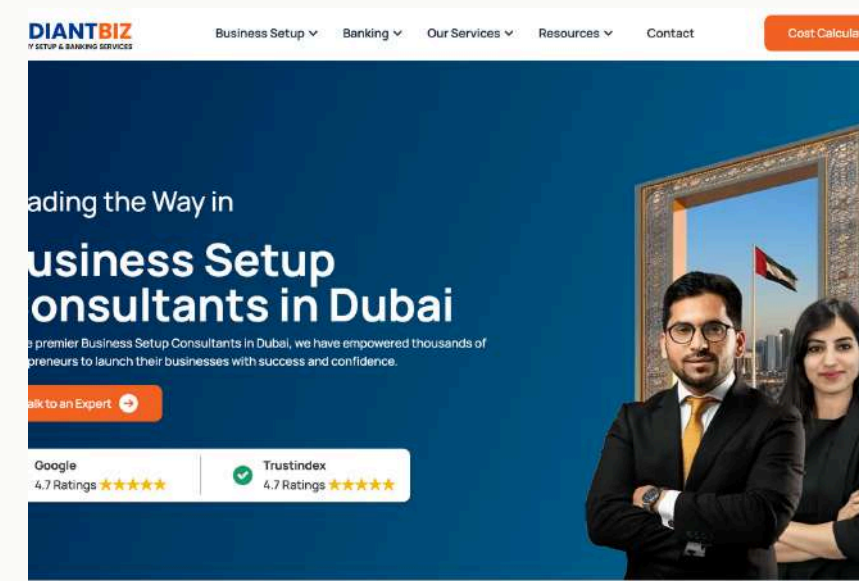 DIANTBIZ
Y SETUP & BANKING SERVICES
Business Setup
Banking
Our Services
Resources
Contact
Cost Calcula
ading the Way in
usiness Setup
onsultants in Dubai
e premier Business Setup Consultants in Dubai, we have empowered thousands of
preneurs to launch their businesses with success and confidence.
alk to an Expert
Google
4.7 Ratings
Trustindex
4.7 Ratings